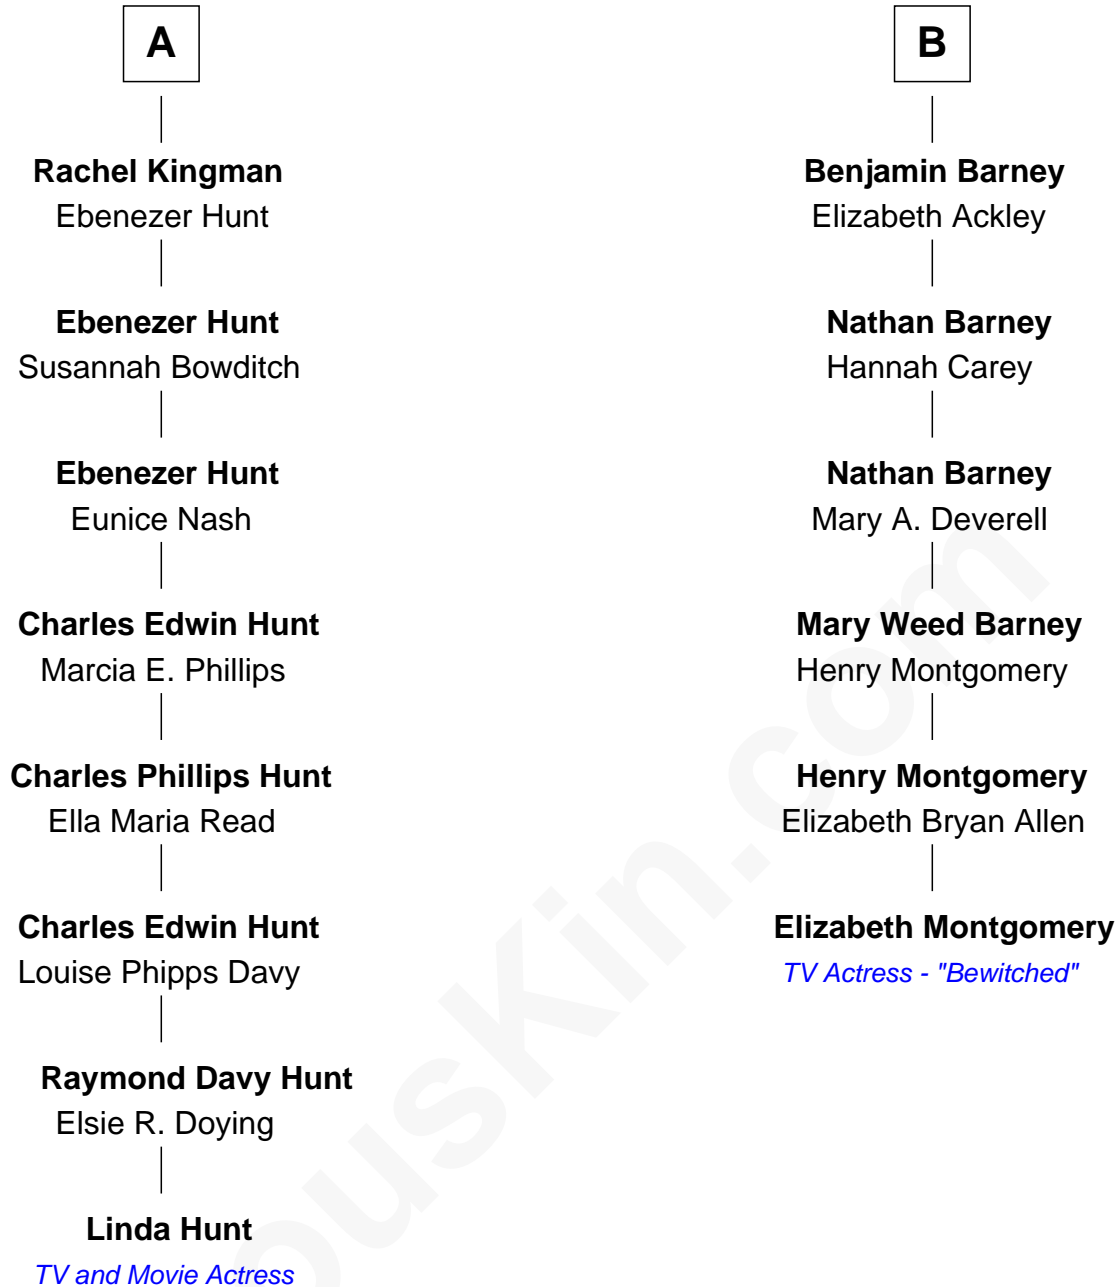 A
Rachel Kingman
Ebenezer Hunt
Ebenezer Hunt
Susannah Bowditch
Ebenezer Hunt
Eunice Nash
Charles Edwin Hunt
Marcia E. Phillips
Charles Phillips Hunt
Ella Maria Read
Charles Edwin Hunt
Louise Phipps Davy
Raymond Davy Hunt
Elsie R. Doying
Linda Hunt
TV and Movie Actress
B
Benjamin Barney
Elizabeth Ackley
Nathan Barney
Hannah Carey
Nathan Barney
Mary A. Deverell
Mary Weed Barney
Henry Montgomery
Henry Montgomery
Elizabeth Bryan Allen
Elizabeth Montgomery
TV Actress - "Bewitched"
ousKin.com